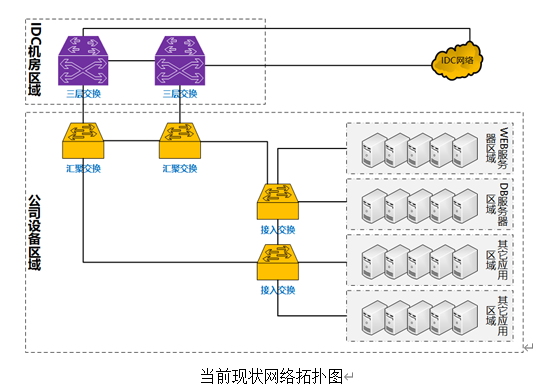 IDC机房区域
三层交换
三层交换
IDC网络
公司设备区域
汇聚交换
汇聚交换
接入交换
接入交换
WEB服务
器区域
DB服务器
区域
其它应用
区域
其它应用
区域
当前现状网络拓扑图